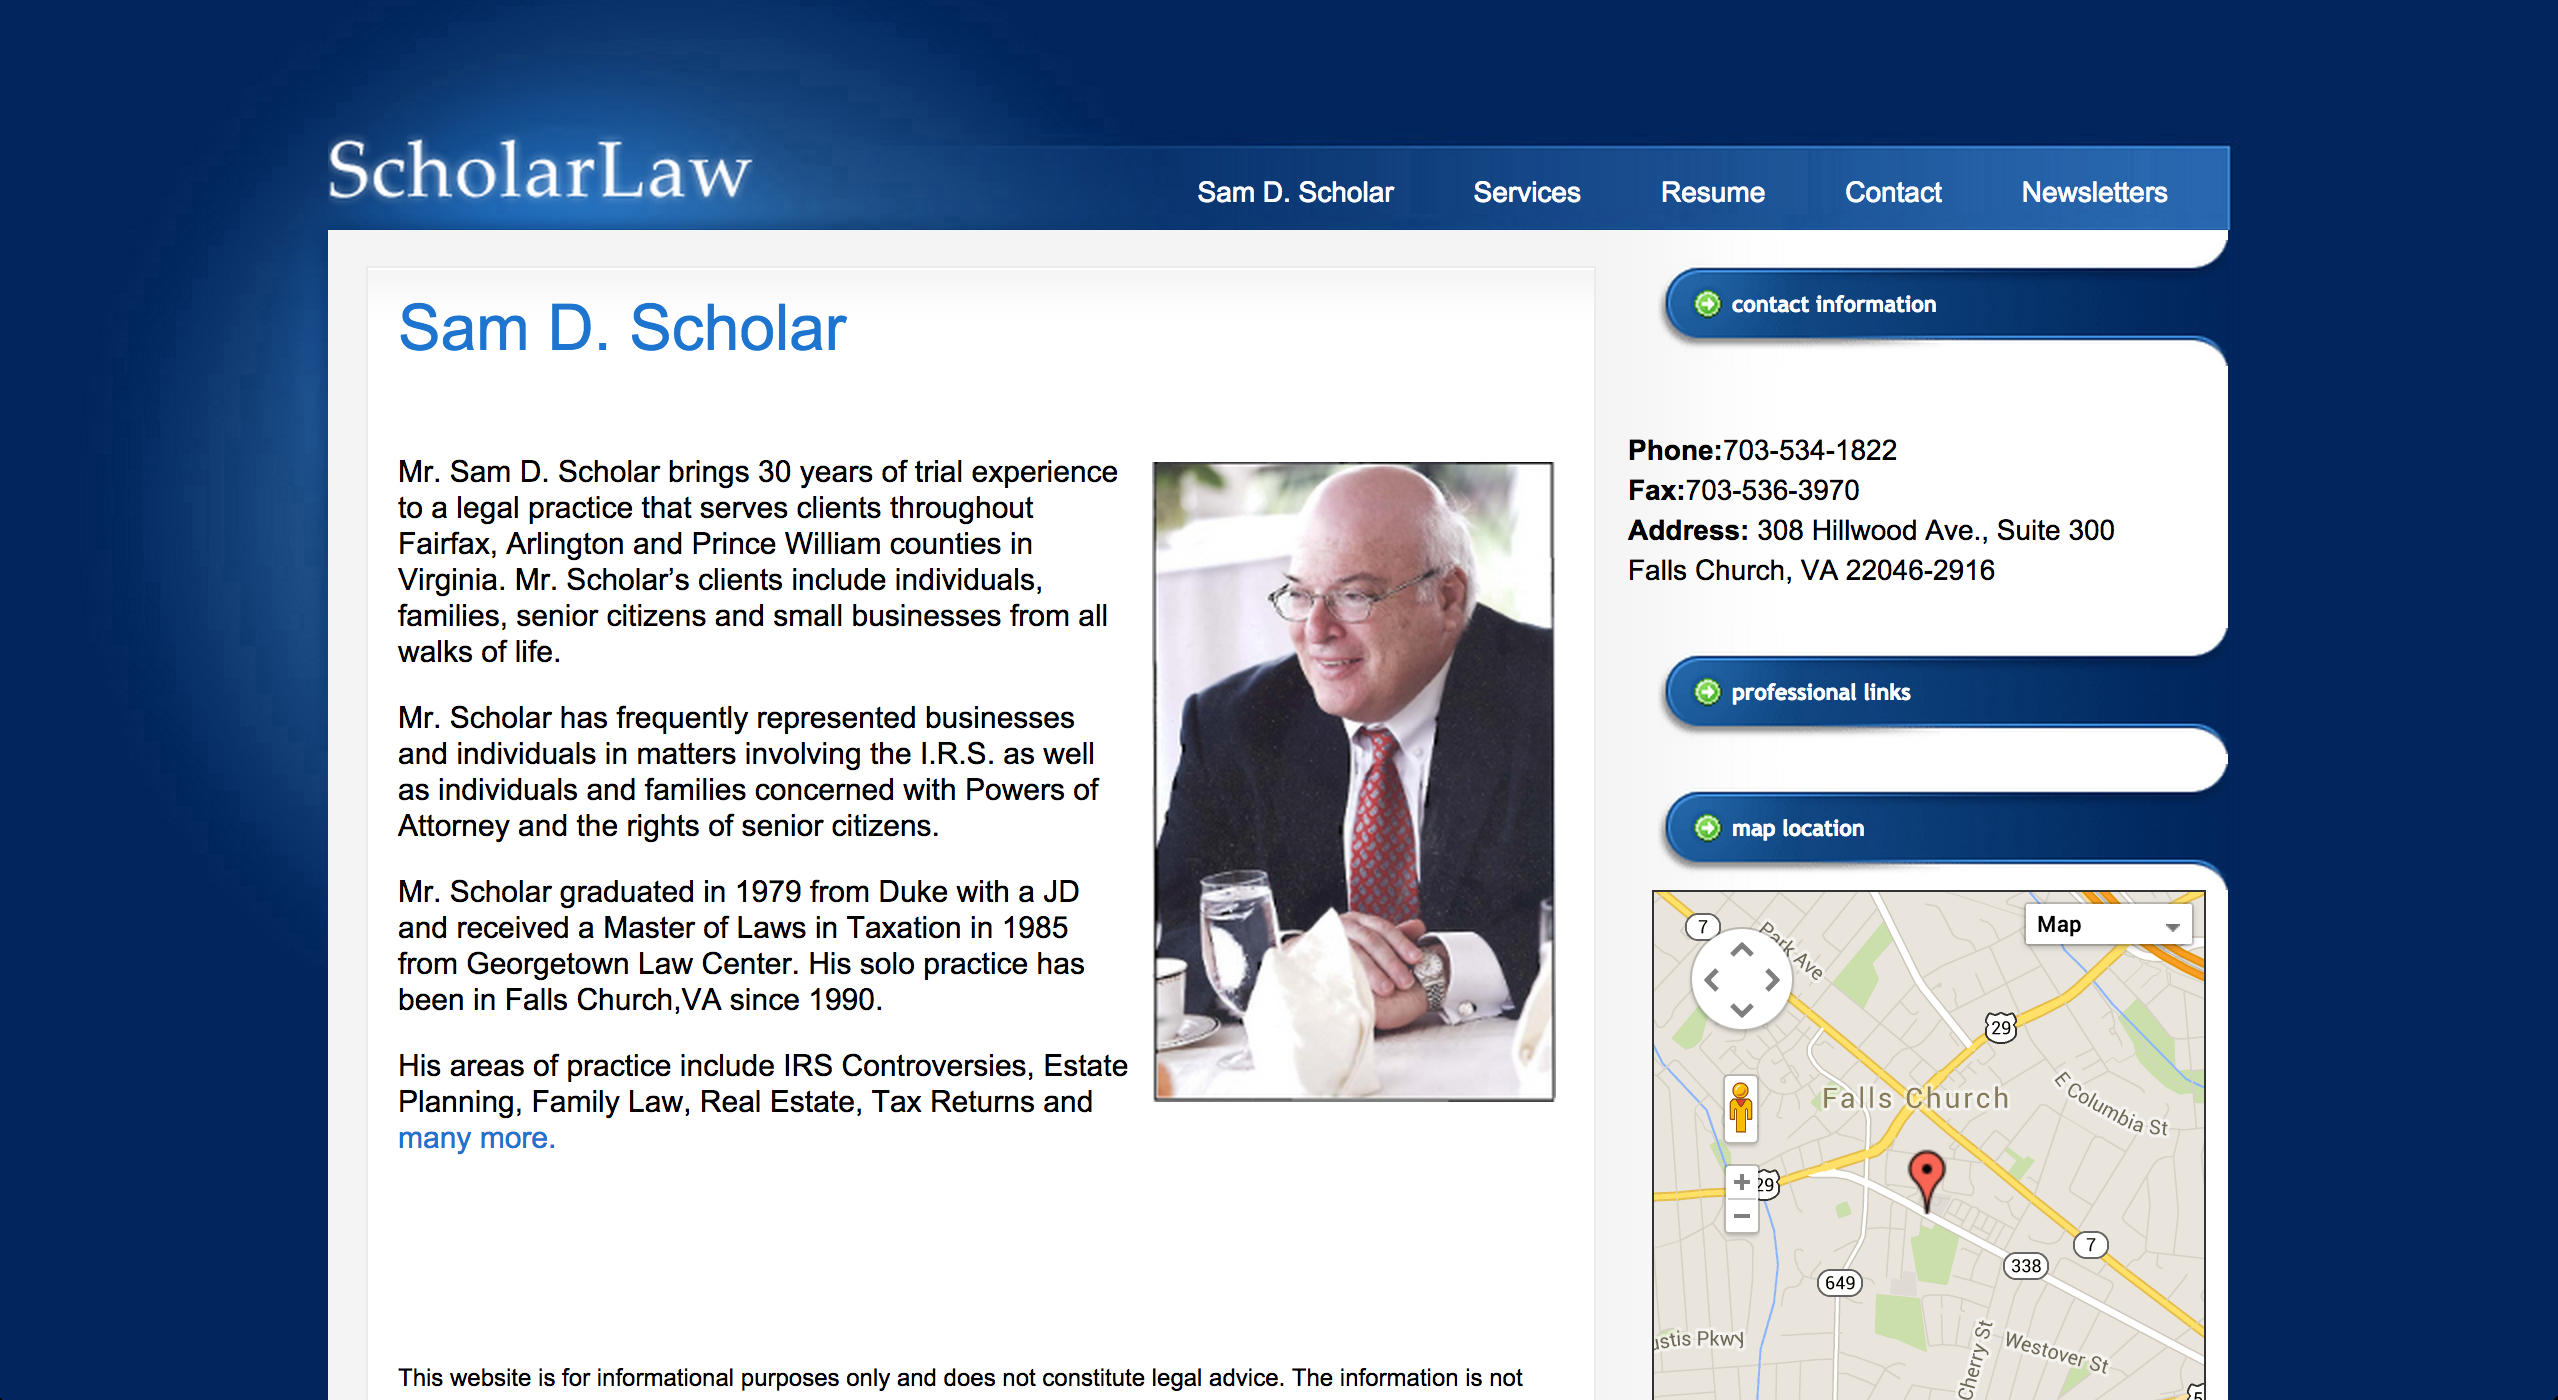 ScholarLaw
Sam D. Scholar
Services
Resume
Contact
Newsletters
Sam D. Scholar
Mr. Sam D. Scholar brings 30 years of trial experience
to a legal practice that serves clients throughout
Fairfax, Arlington and Prince William counties in
Virginia. Mr. Scholar’s clients include individuals,
families, senior citizens and small businesses from all
walks of life.
Mr. Scholar has frequently represented businesses
and individuals in matters involving the I.R.S. as well
as individuals and families concerned with Powers of
Attorney and the rights of senior citizens.
Mr. Scholar graduated in 1979 from Duke with a JD
and received a Master of Laws in Taxation in 1985
from Georgetown Law Center. His solo practice has
been in Falls Church,VA since 1990.
His areas of practice include IRS Controversies, Estate
Planning, Family Law, Real Estate, Tax Returns and
many more.
This website is for informational purposes only and does not constitute legal advice. The information is not
contact information
Phone:703-534-1822
Fax:703-536-3970
Address: 308 Hillwood Ave., Suite 300
Falls Church, VA 22046-2916
professional links
map location
Map
7
Park Ave
29
Falls Church
E Columbia St
29
7
338
649
ustis Pkwy
Cherry St
Westover St
5